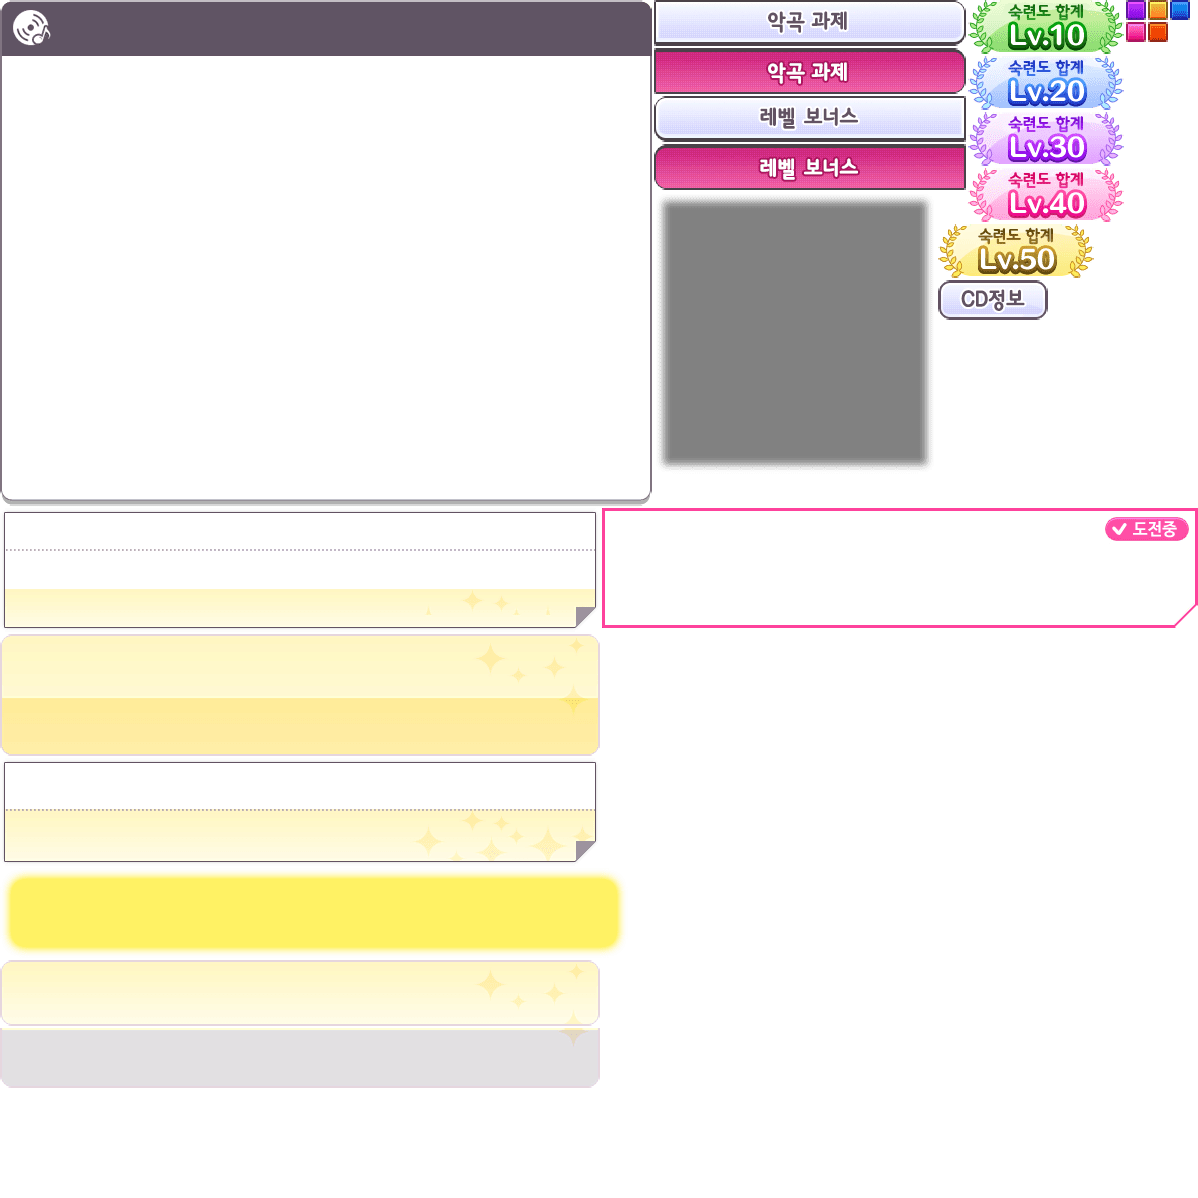 악곡 과제
악곡 과제
레벨 보너스
레벨 보너스
숙련도 합계
Lv.10
숙련도 합계
Lv.20
숙련도 합계
Lv.30
숙련도 합계
Lv.40
숙련도 합계
Lv.50
CD정보
도전중